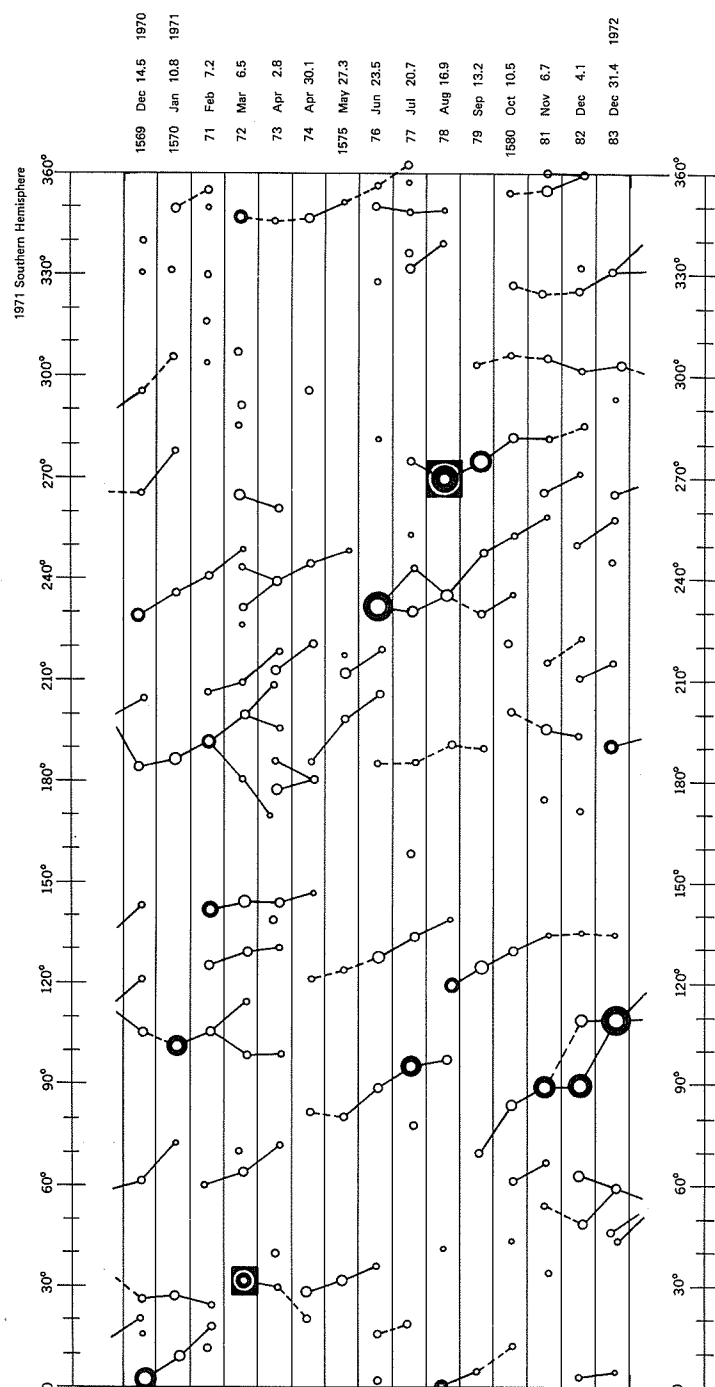 1971 Southern Hemisphere
1569 Dec 14.5 1970
1570 Jan 10.8 1971
71 Feb 7.2
72 Mar 6.5
73 Apr 2.8
74 Apr 30.1
1575 May 27.3
76 Jun 23.5
77 Jul 20.7
78 Aug 16.9
79 Sep 13.2
1580 Oct 10.5
81 Nov 6.7
82 Dec 4.1
83 Dec 31.4 1972
360°
330°
300°
270°
240°
210°
180°
150°
120°
90°
60°
30°
0
360°
330°
300°
270°
240°
210°
180°
150°
120°
90°
60°
30°
0